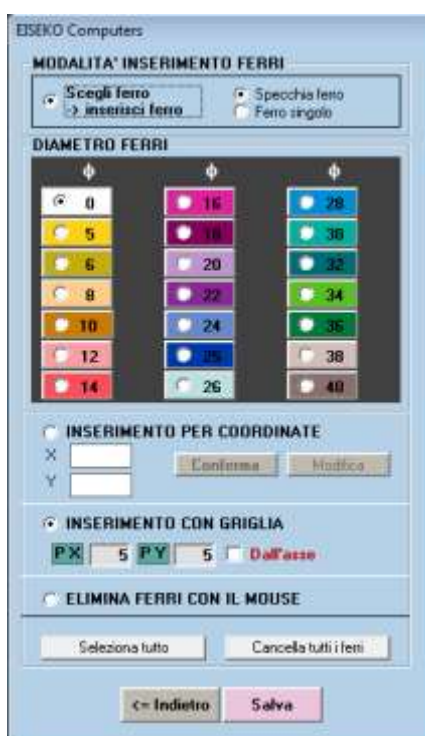 EISEKO Computers
MODALITA' INSERIMENTO FERRI
Scegli ferro
-> inserisci ferro
Specchia ferro
Ferro singolo
DIAMETRO FERRI
ϕ ϕ ϕ
0 16 28
5 18 30
6 20 32
8 22 34
10 24 36
12 25 38
14 26 40
INSERIMENTO PER COORDINATE
X
Conferma Modifica
Y
INSERIMENTO CON GRIGLIA
PX 5 PY 5 Dall'asse
ELIMINA FERRI CON IL MOUSE
Seleziona tutto Cancella tutti i ferri
<= Indietro Salva